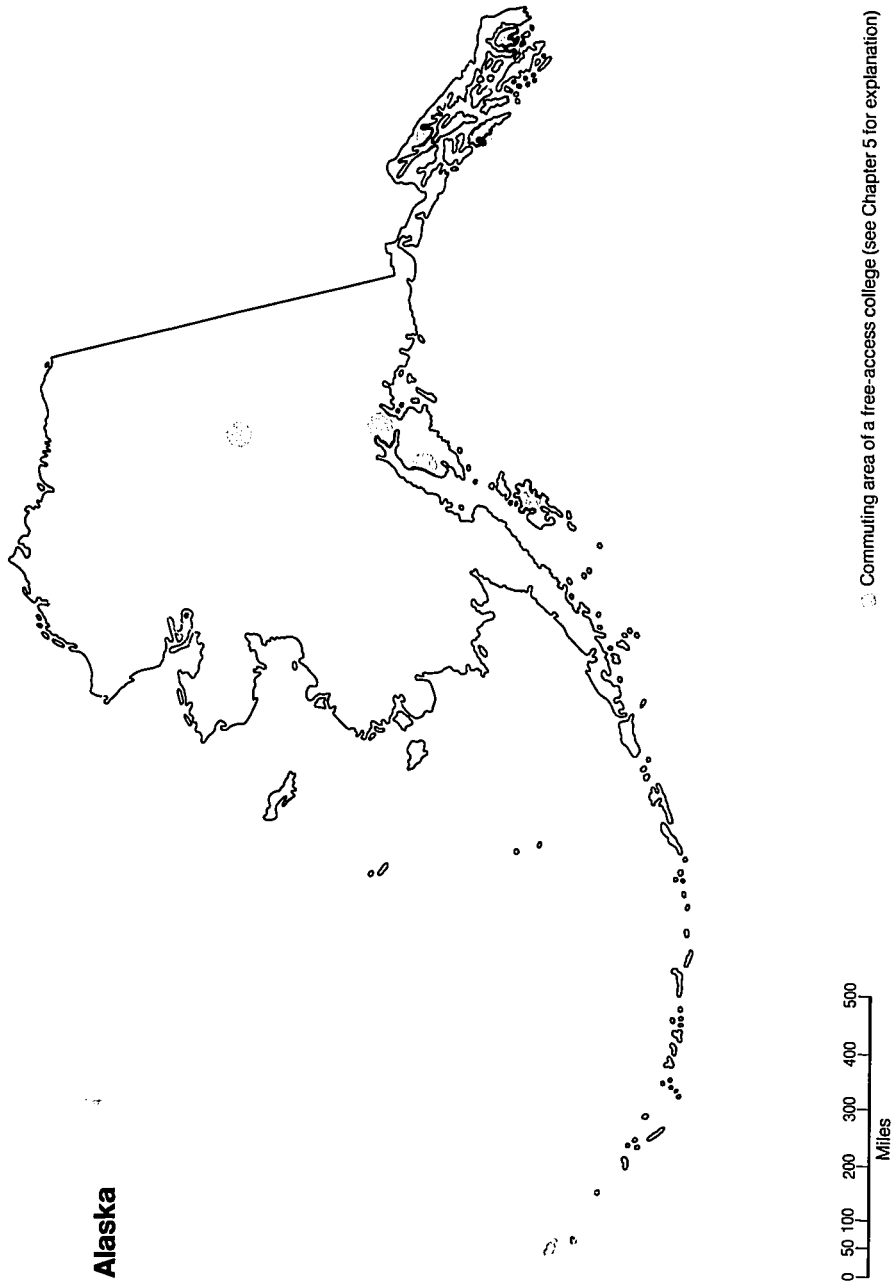 Alaska
0 50 100 200 300 400 500
Miles
Commuting area of a free-access college (see Chapter 5 for explanation)